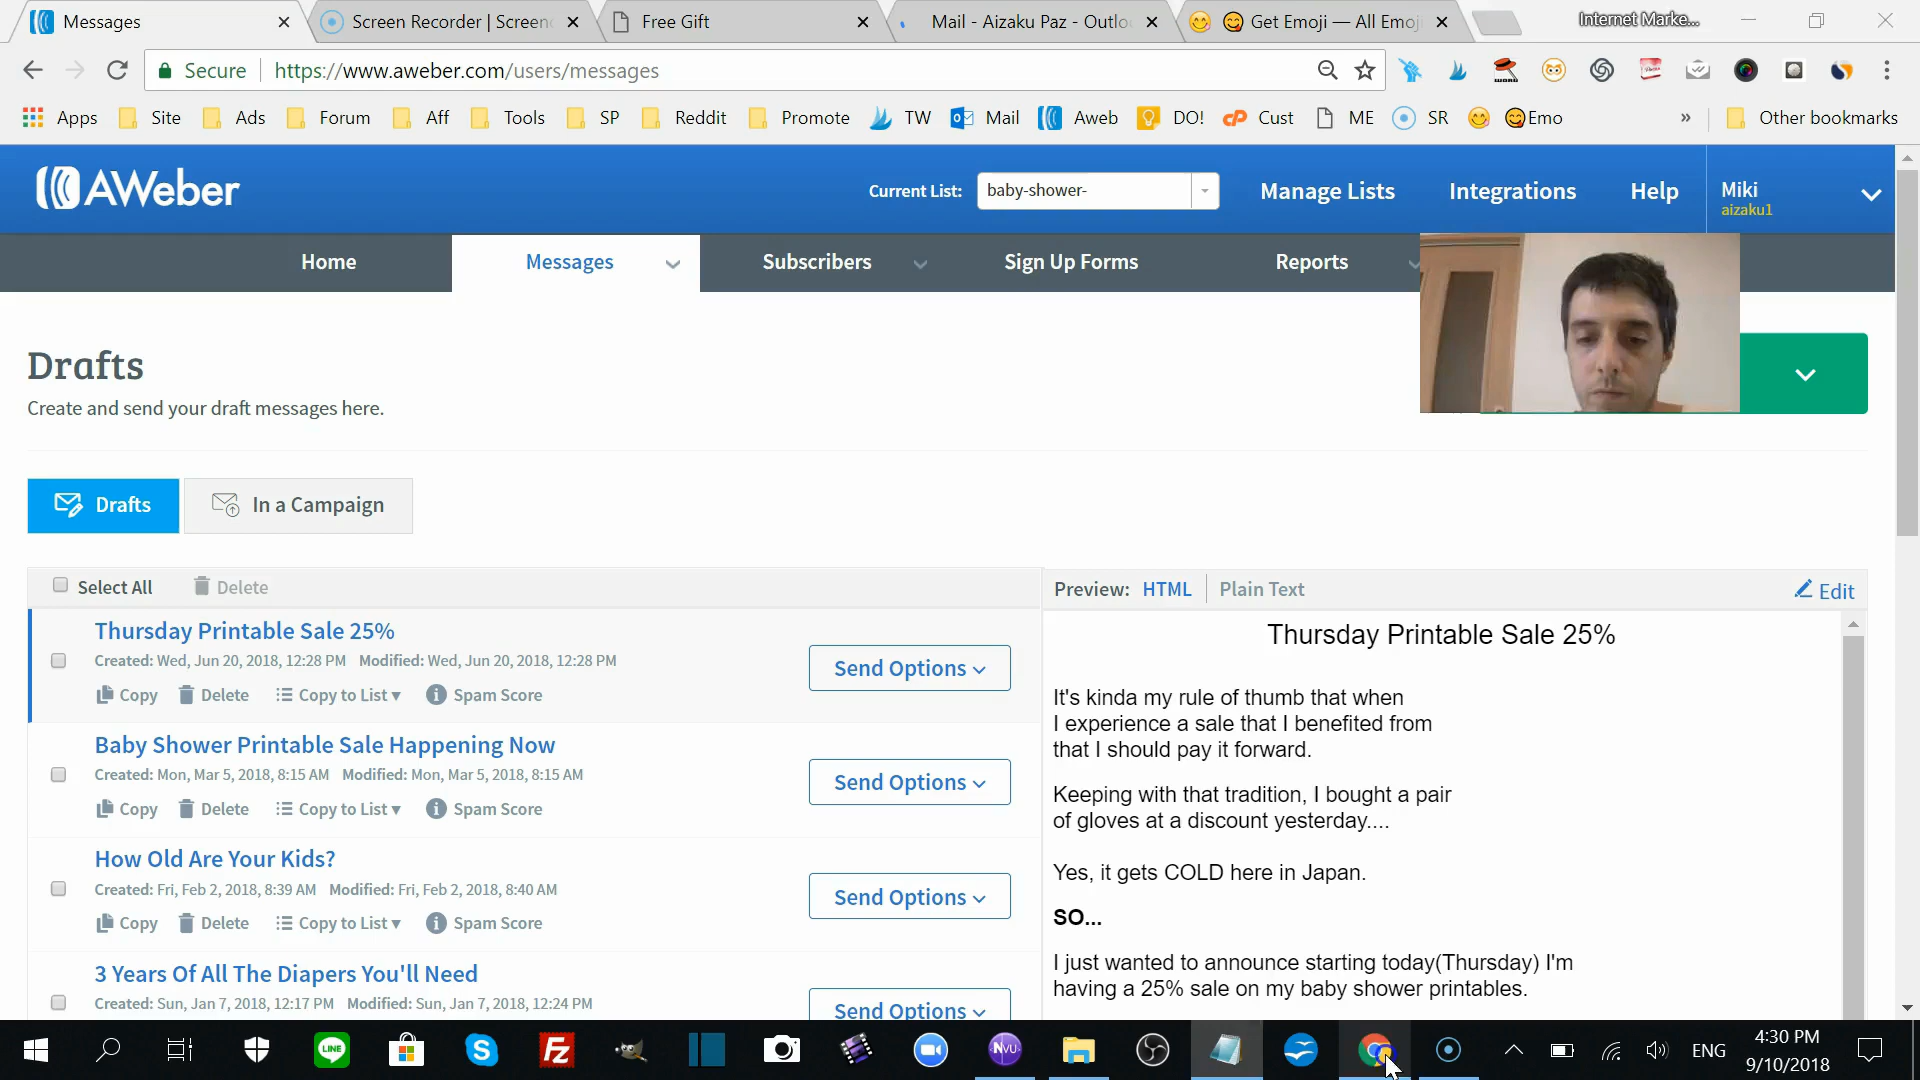 Messages
Screen Recorder | Screen
Free Gift
Mail - Aizaku Paz - Outlo
Get Emoji — All Emoji
Internet Marke...
Secure
https://www.aweber.com/users/messages
Apps
Site
Ads
Forum
Aff
Tools
SP
Reddit
Promote
TW
Mail
Aweb
DO!
Cust
ME
SR
Emo
»
Other bookmarks
AWeber
Current List:
baby-shower-
Manage Lists
Integrations
Help
Miki
aizaku1
Home
Messages
Subscribers
Sign Up Forms
Reports
Drafts
Create and send your draft messages here.
Drafts
In a Campaign
Select All
Delete
Preview: HTML
Plain Text
Edit
Thursday Printable Sale 25%
Created: Wed, Jun 20, 2018, 12:28 PM Modified: Wed, Jun 20, 2018, 12:28 PM
Copy
Delete
Copy to List
Spam Score
Send Options
Baby Shower Printable Sale Happening Now
Created: Mon, Mar 5, 2018, 8:15 AM Modified: Mon, Mar 5, 2018, 8:15 AM
Copy
Delete
Copy to List
Spam Score
Send Options
How Old Are Your Kids?
Created: Fri, Feb 2, 2018, 8:39 AM Modified: Fri, Feb 2, 2018, 8:40 AM
Copy
Delete
Copy to List
Spam Score
Send Options
3 Years Of All The Diapers You'll Need
Created: Sun, Jan 7, 2018, 12:17 PM Modified: Sun, Jan 7, 2018, 12:24 PM
Send Options
Thursday Printable Sale 25%
It's kinda my rule of thumb that when
I experience a sale that I benefited from
that I should pay it forward.
Keeping with that tradition, I bought a pair
of gloves at a discount yesterday....
Yes, it gets COLD here in Japan.
SO...
I just wanted to announce starting today(Thursday) I'm
having a 25% sale on my baby shower printables.
LINE
NVU
ENG
4:30 PM
9/10/2018